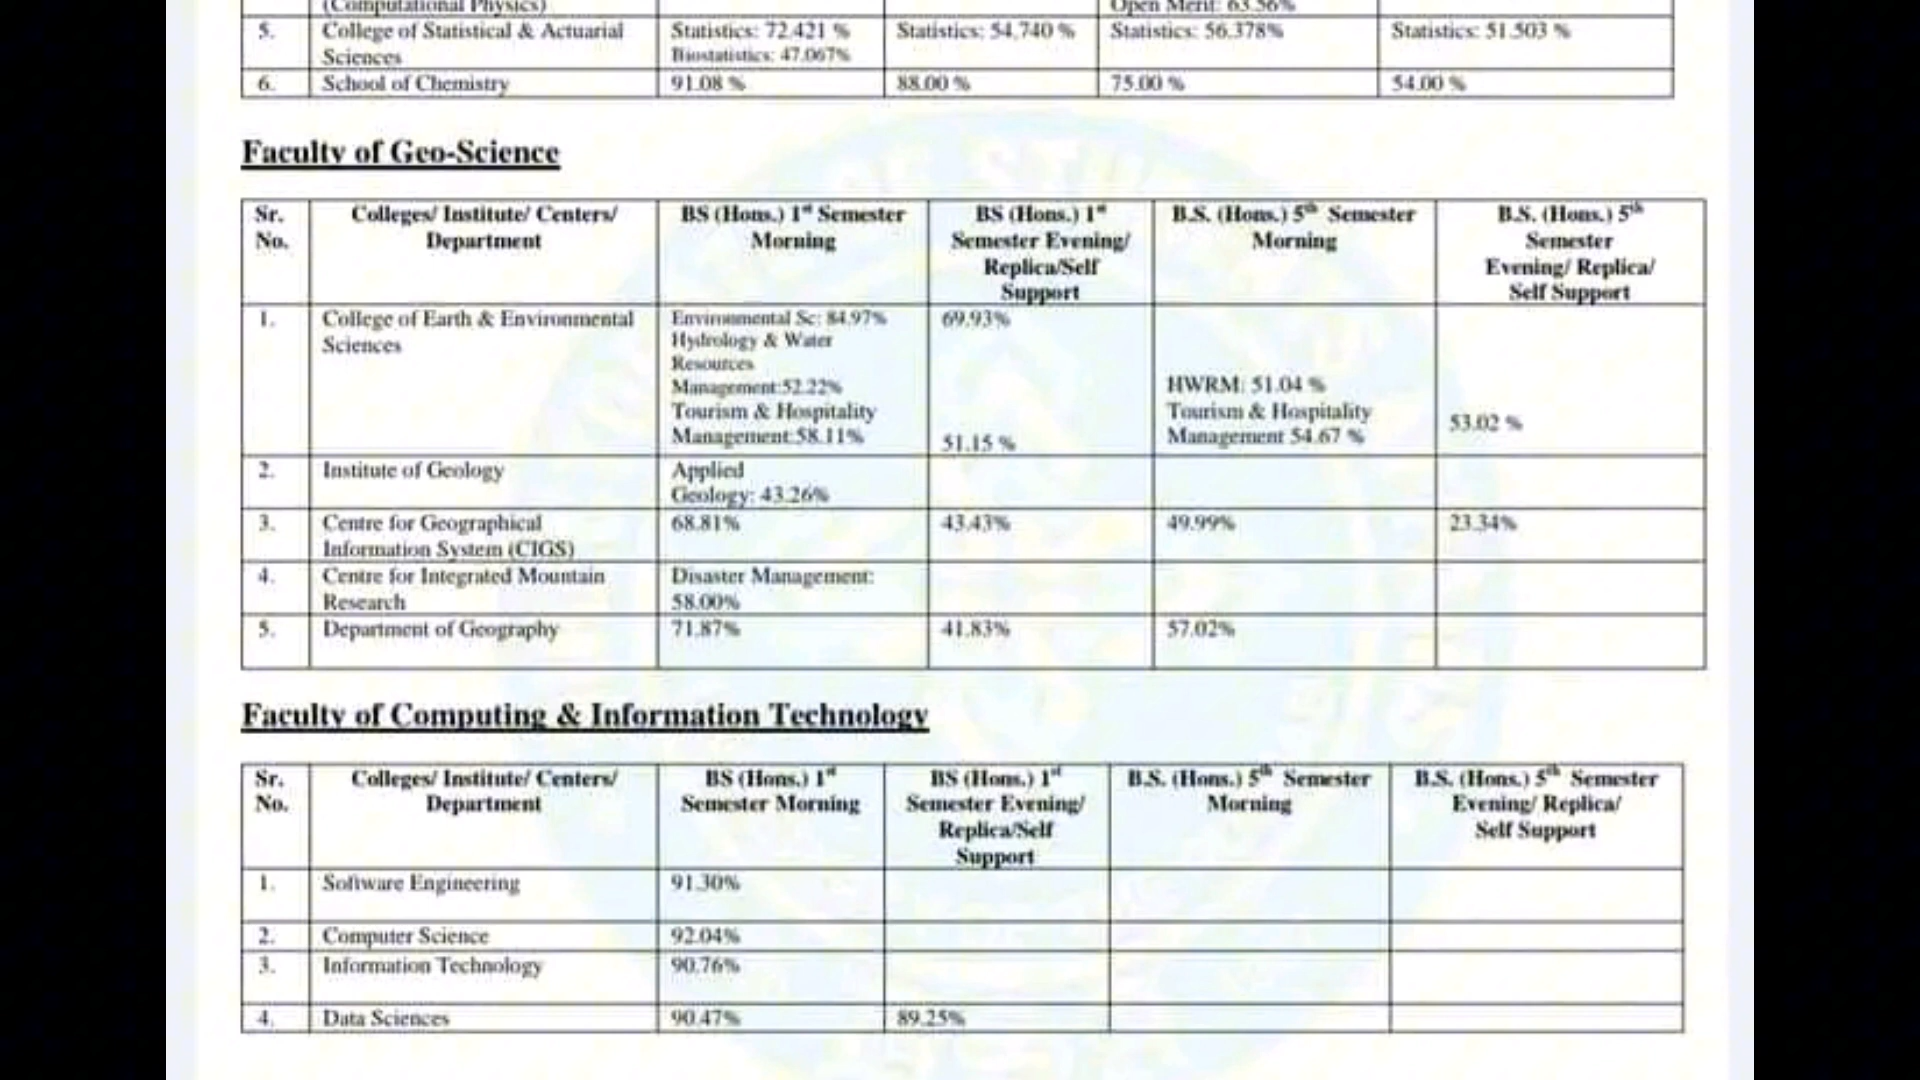 (Computational Physics) Open Merit: 63.56%
5. College of Statistical & Actuarial Statistics: 72.421 % Statistics: 54.740 % Statistics: 56.378% Statistics: 51.503 %
Sciences Biostatistics: 47.067%
6. School of Chemistry 91.08 % 88.00 % 75.00 % 54.00 %
Faculty of Geo-Science
Sr. Colleges/ Institute/ Centers/ BS (Hons.) 1st Semester BS (Hons.) 1st B.S. (Hons.) 5th Semester B.S. (Hons.) 5th
No. Department Morning Semester Evening/ Morning Semester
Replica/Self Evening/ Replica/
Support Self Support
1. College of Earth & Environmental Environmental Sc: 84.97% 69.93%
Sciences Hydrology & Water
Resources
Management:52.22% HWRM: 51.04 %
Tourism & Hospitality Tourism & Hospitality 53.02 %
Management:58.11% 51.15 % Management 54.67 %
2. Institute of Geology Applied
Geology: 43.26%
3. Centre for Geographical 68.81% 43.43% 49.99% 23.34%
Information System (CIGS)
4. Centre for Integrated Mountain Disaster Management:
Research 58.00%
5. Department of Geography 71.87% 41.83% 57.02%
Faculty of Computing & Information Technology
Sr. Colleges/ Institute/ Centers/ BS (Hons.) 1st BS (Hons.) 1st B.S. (Hons.) 5th Semester B.S. (Hons.) 5th Semester
No. Department Semester Morning Semester Evening/ Morning Evening/ Replica/
Replica/Self Self Support
Support
1. Software Engineering 91.30%
2. Computer Science 92.04%
3. Information Technology 90.76%
4. Data Sciences 90.47% 89.25%